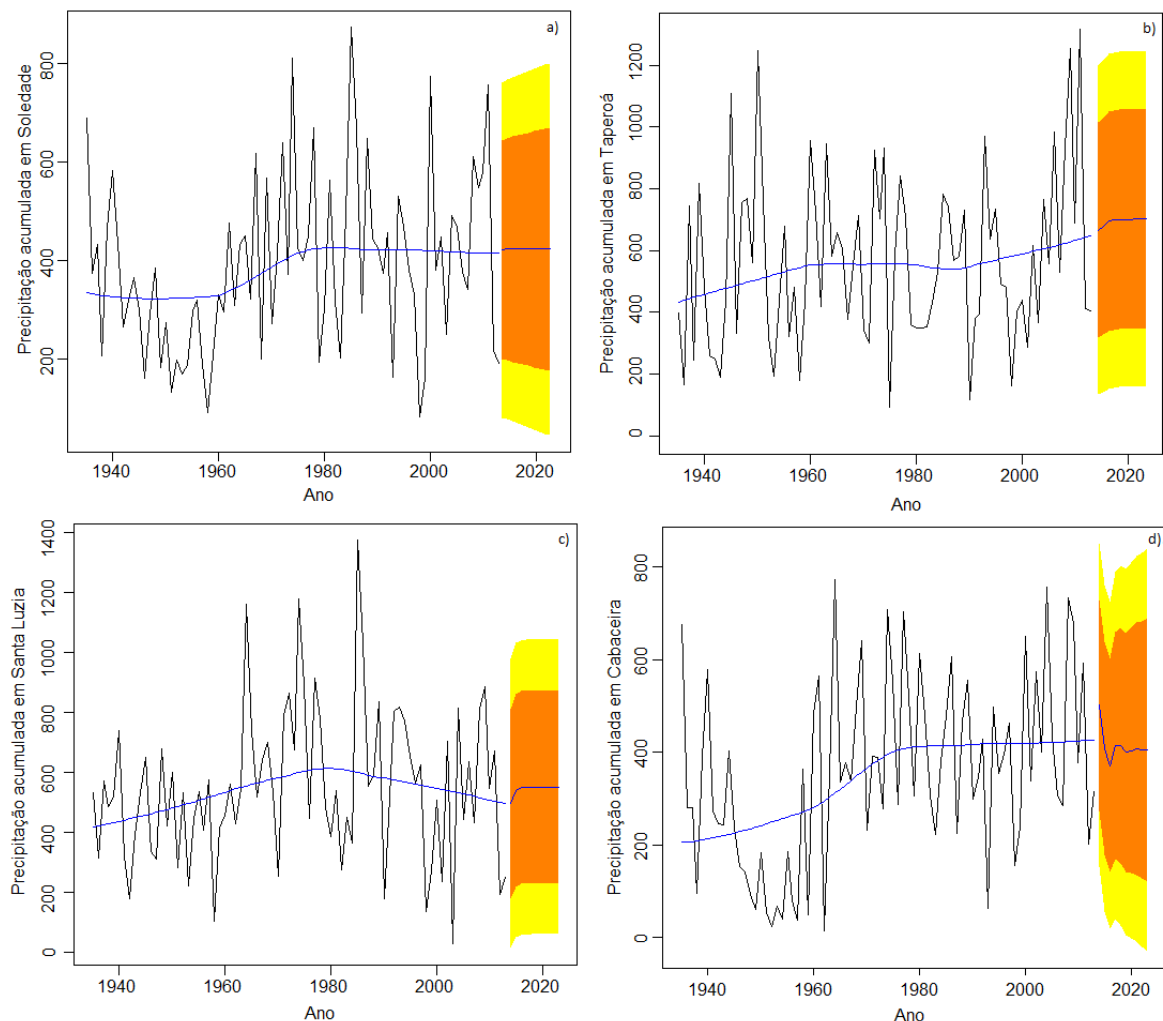 a)
Precipitação acumulada em Soledade
800
600
400
200
1940 1960 1980 2000 2020
Ano
b)
Precipitação acumulada em Taperoá
1200
1000
800
600
400
200
0
1940 1960 1980 2000 2020
Ano
c)
Precipitação acumulada em Santa Luzia
1400
1200
1000
800
600
400
200
0
1940 1960 1980 2000 2020
Ano
d)
Precipitação acumulada em Cabaceira
800
600
400
200
0
1940 1960 1980 2000 2020
Ano